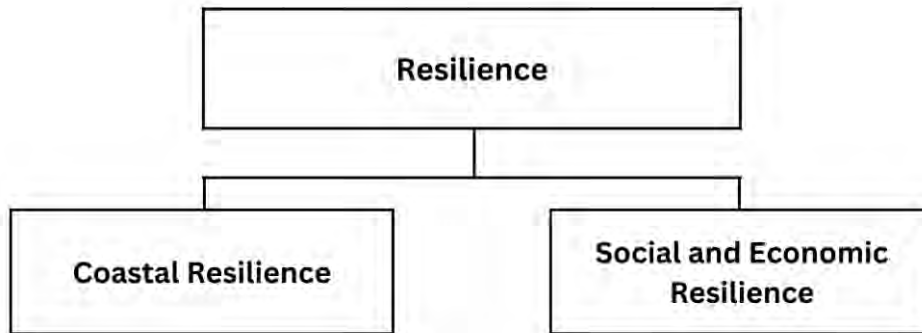 Resilience
Coastal Resilience
Social and Economic
Resilience